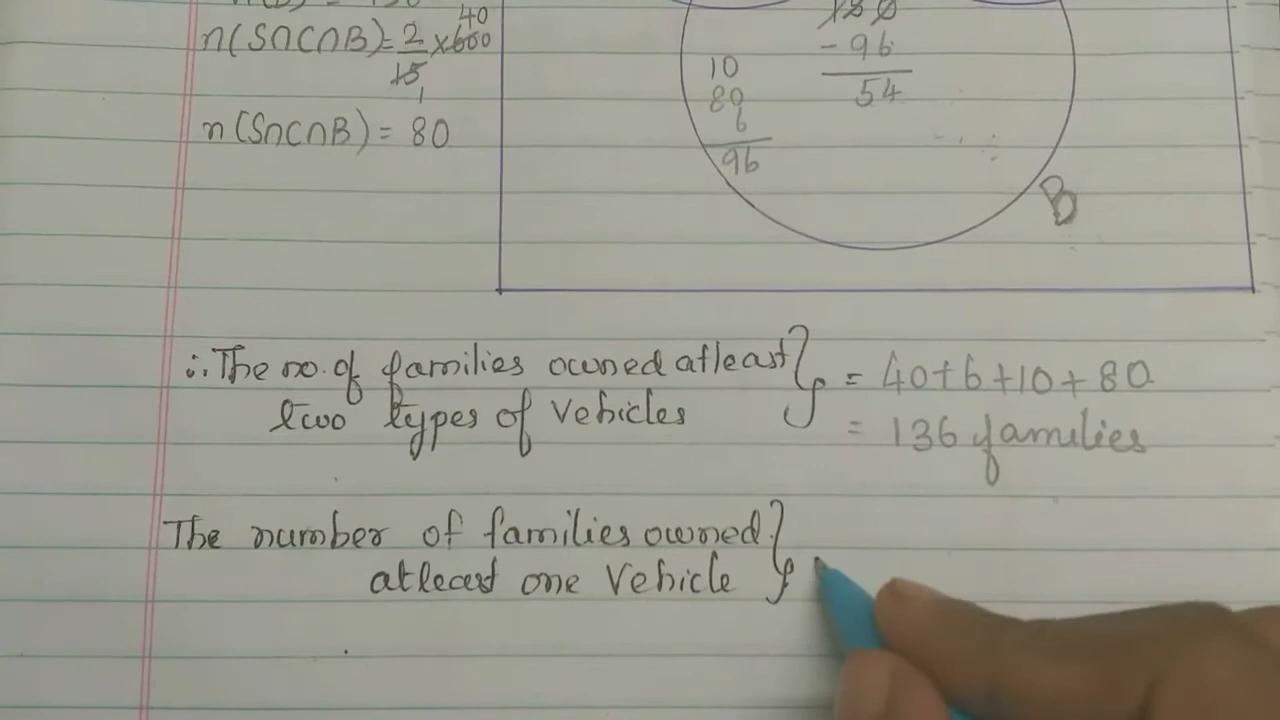 40
n(S∩C∩B)= 2/15 ×600
1
n(S∩C∩B) = 80
150
- 96
54
10
80
6
96
B
∴ The no. of families owned atleast
two types of vehicles
= 40+6+10+80
= 136 families
The number of families owned
atleast one vehicle